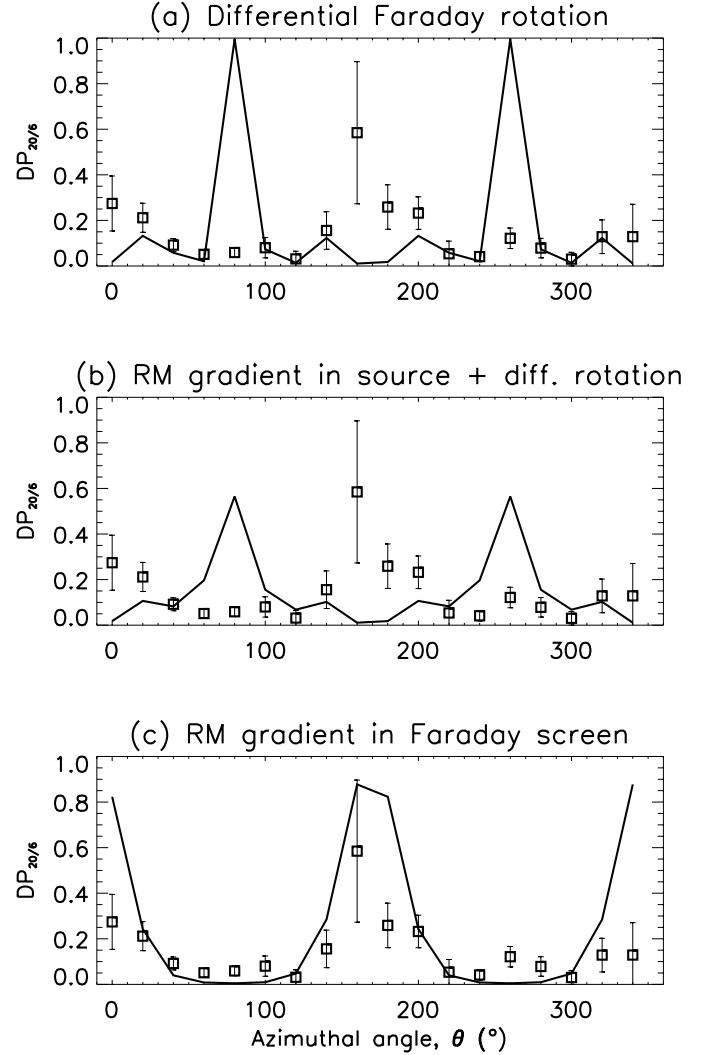 (a) Differential Faraday rotation
1.0
0.8
0.6
0.4
0.2
0.0
DP20/6
0 100 200 300
(b) RM gradient in source + diff. rotation
1.0
0.8
0.6
0.4
0.2
0.0
DP20/6
0 100 200 300
(c) RM gradient in Faraday screen
1.0
0.8
0.6
0.4
0.2
0.0
DP20/6
0 100 200 300
Azimuthal angle, θ (°)